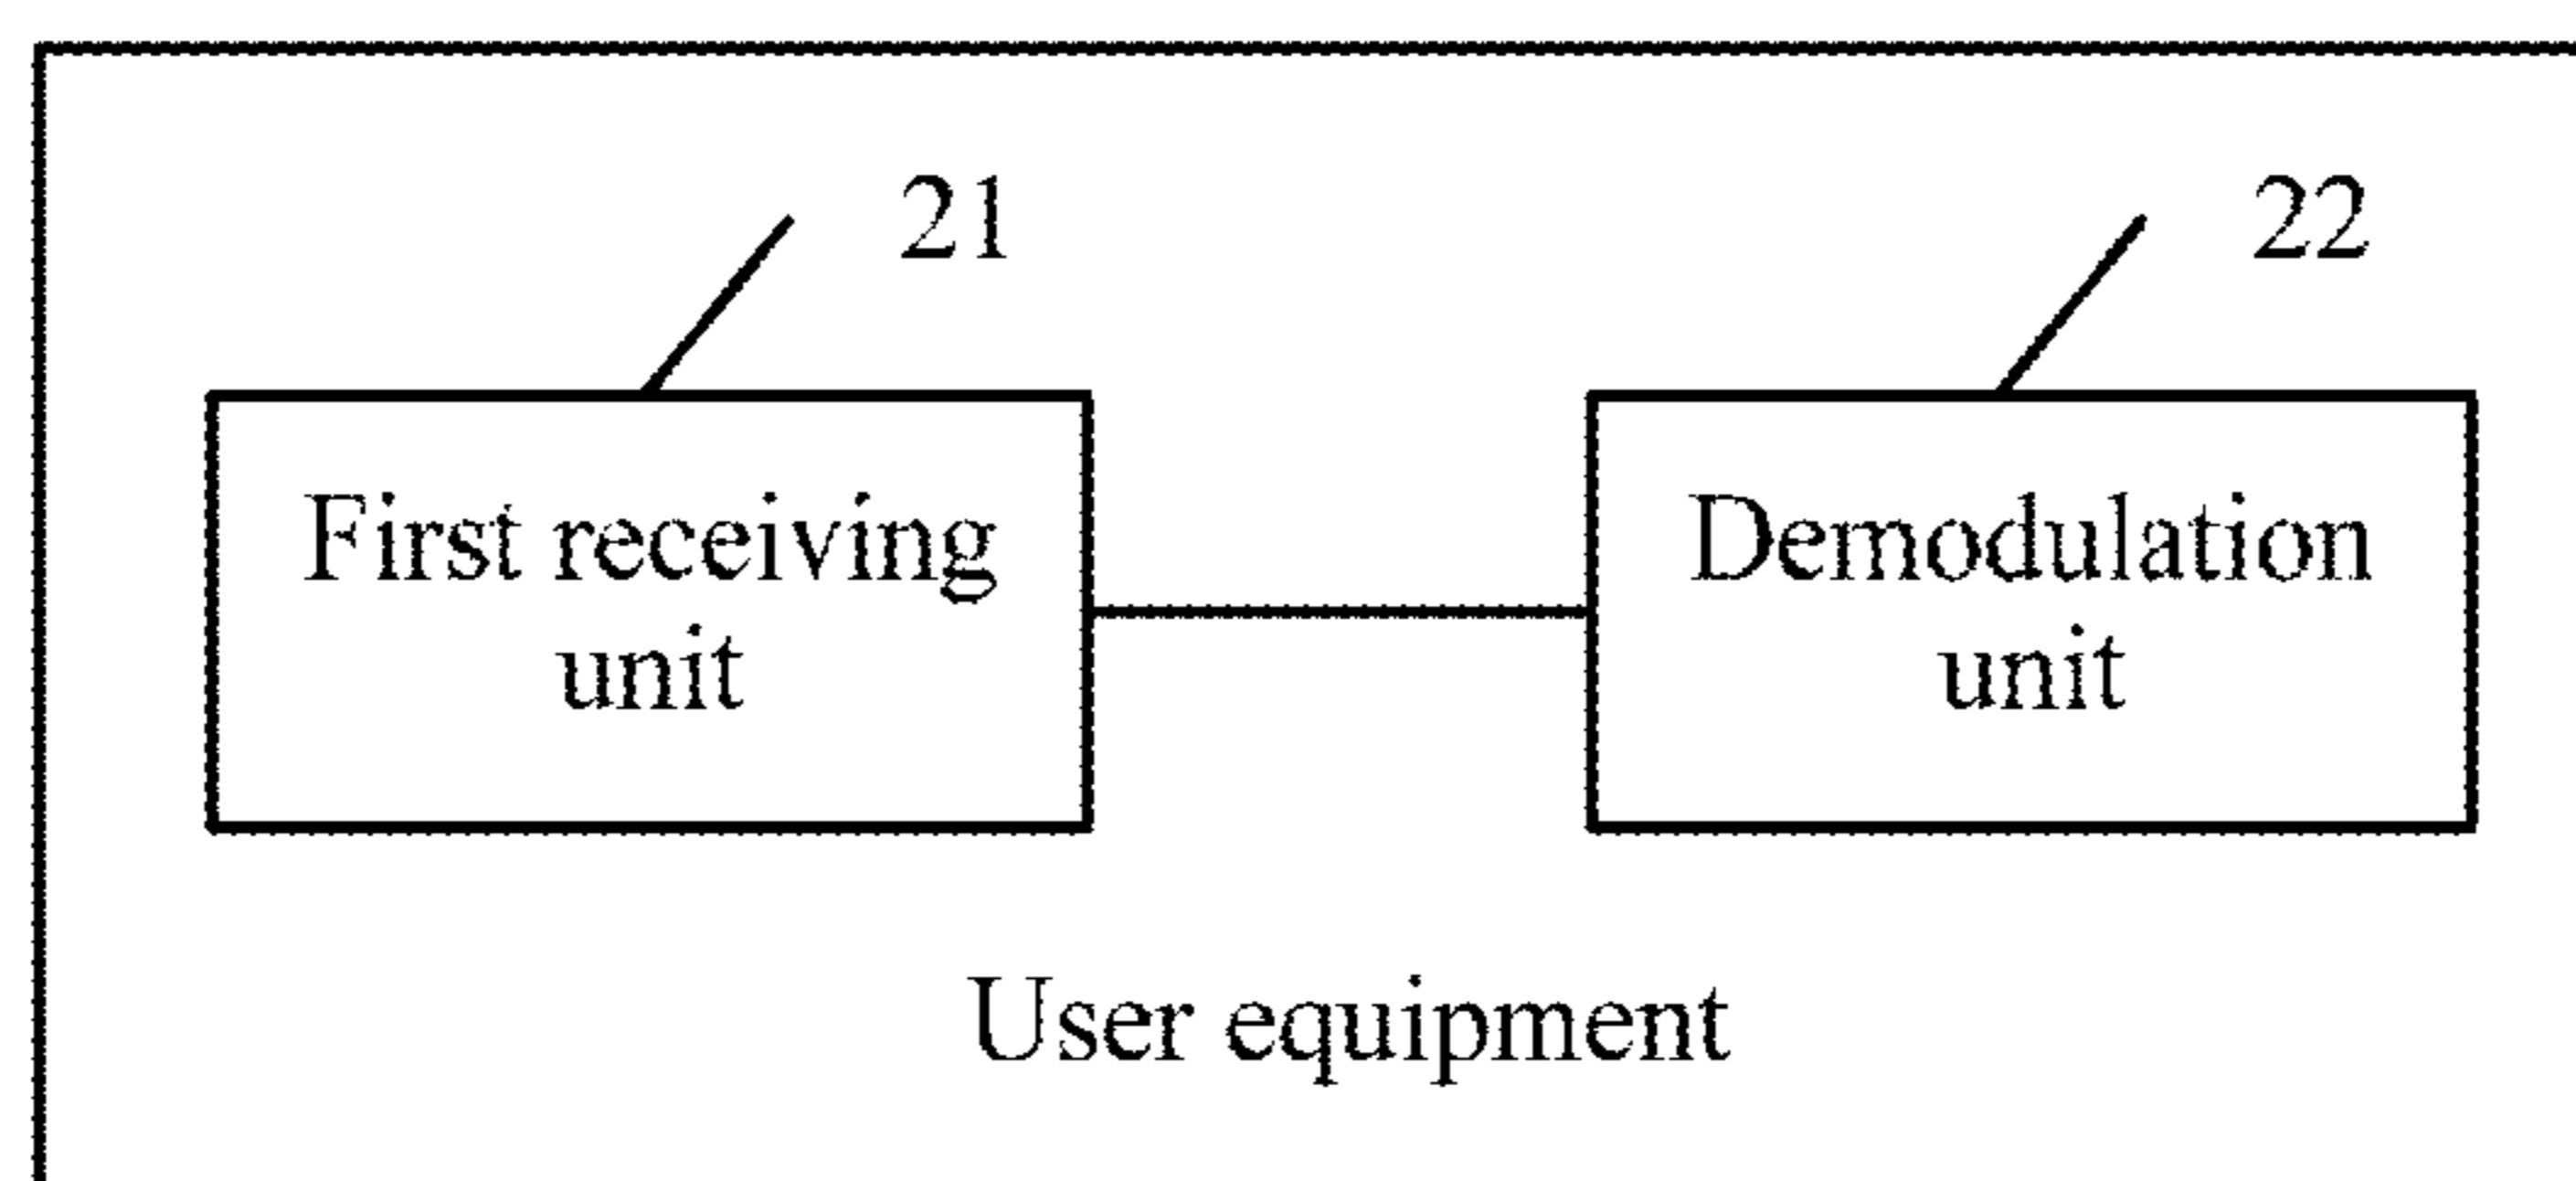 21
22
First receiving
unit
Demodulation
unit
User equipment